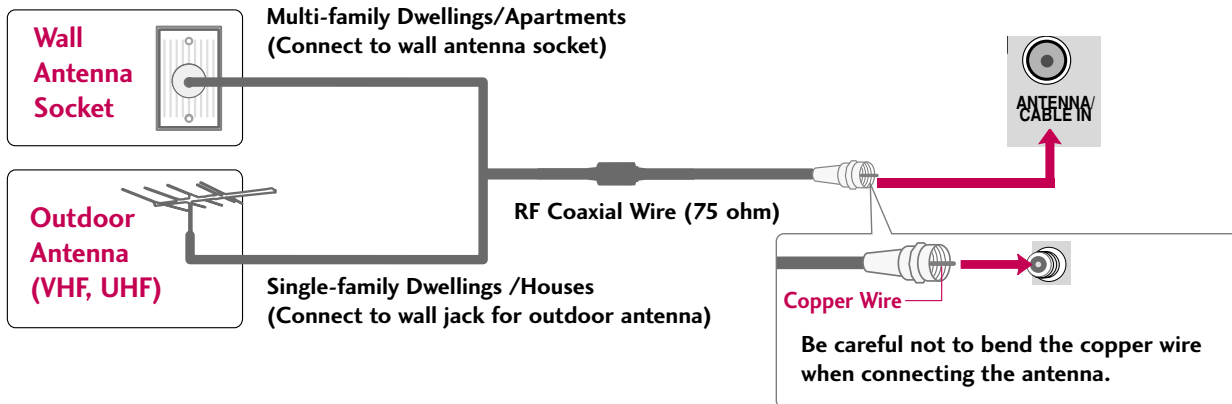 Wall
Antenna
Socket
Multi-family Dwellings/Apartments
(Connect to wall antenna socket)
ANTENNA/
CABLE IN
Outdoor
Antenna
(VHF, UHF)
RF Coaxial Wire (75 ohm)
Single-family Dwellings /Houses
(Connect to wall jack for outdoor antenna)
Copper Wire
Be careful not to bend the copper wire
when connecting the antenna.